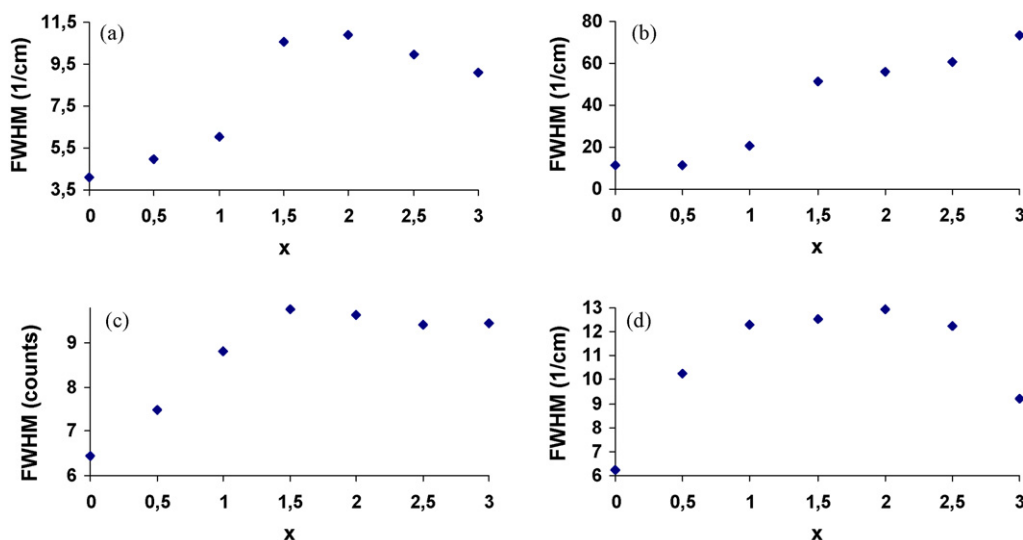 (a)
FWHM (1/cm)
11,5
9,5
7,5
5,5
3,5
0 0,5 1 1,5 2 2,5 3
x
(b)
FWHM (1/cm)
80
60
40
20
0
0 0,5 1 1,5 2 2,5 3
x
(c)
FWHM (counts)
9
8
7
6
0 0,5 1 1,5 2 2,5 3
x
(d)
FWHM (1/cm)
13
12
11
10
9
8
7
6
0 0,5 1 1,5 2 2,5 3
x